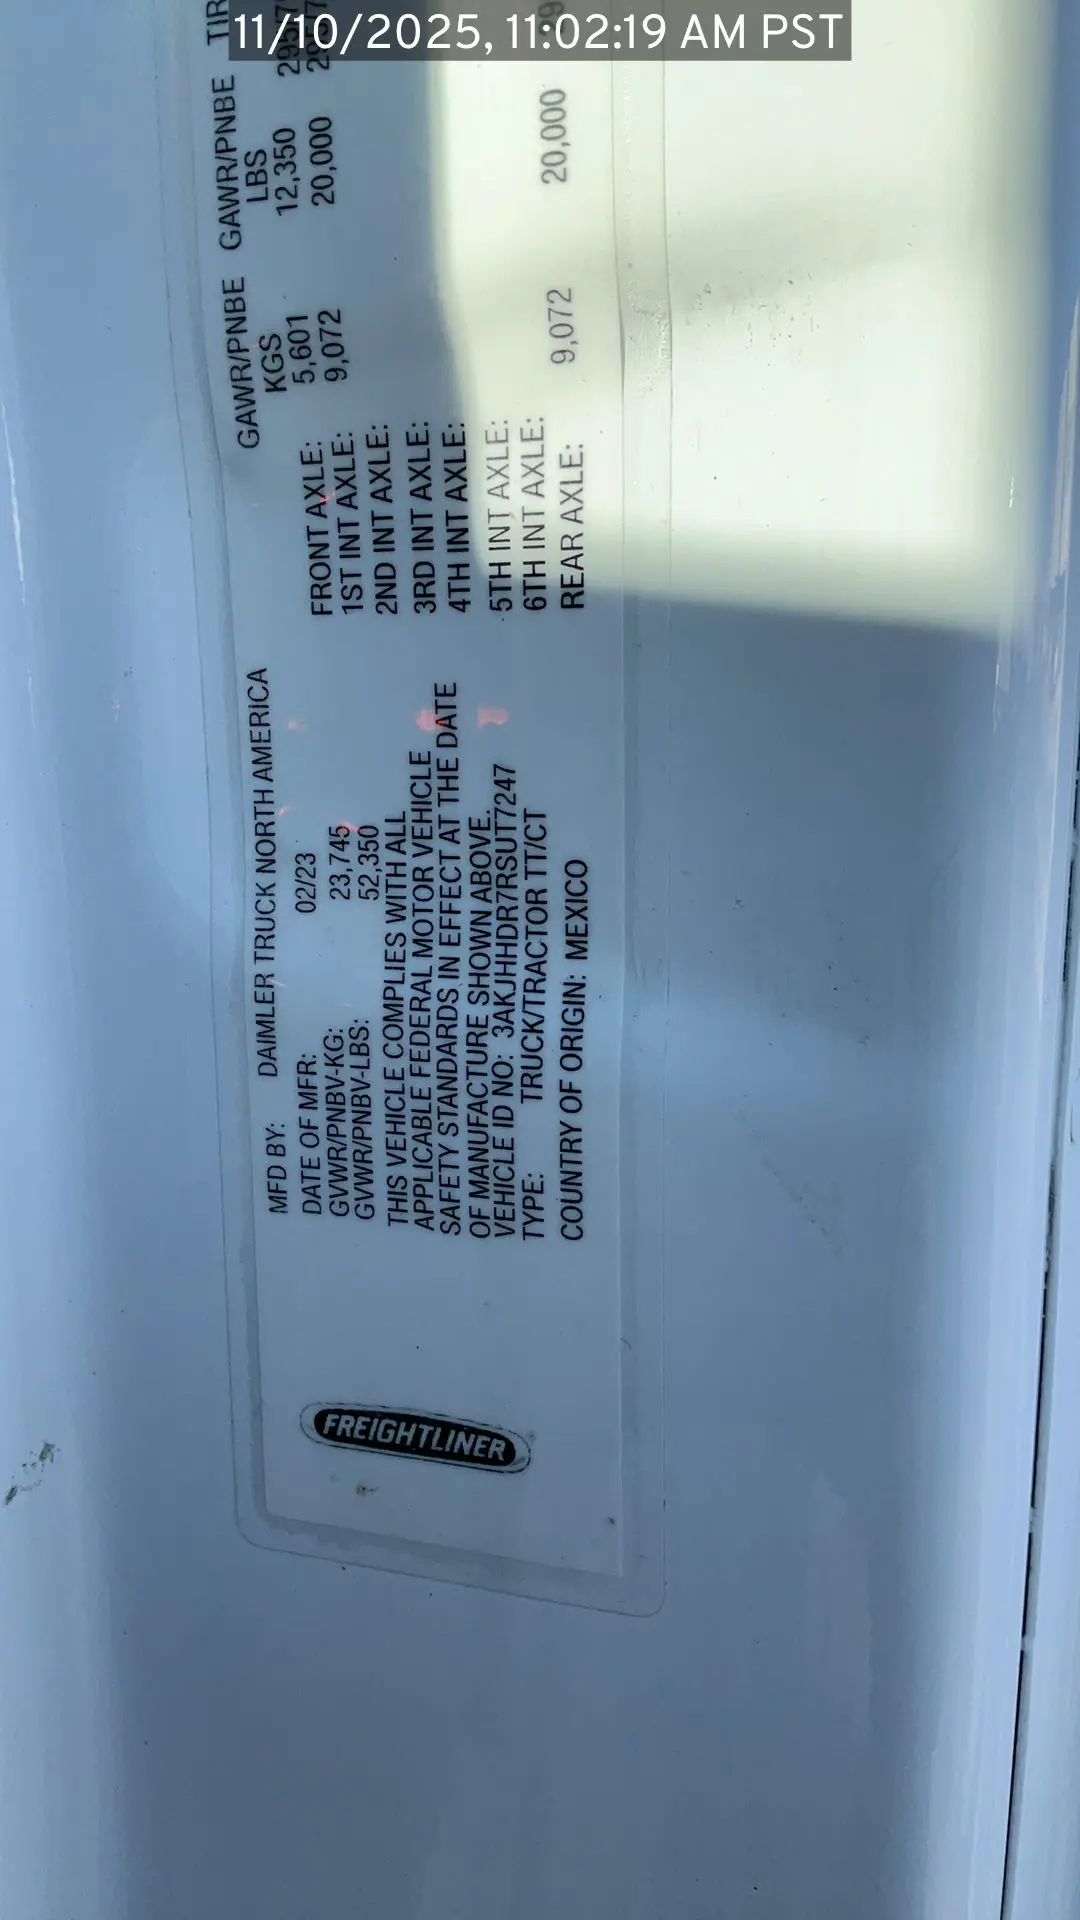 11/10/2025, 11:02:19 AM PST
MFD BY: DAIMLER TRUCK NORTH AMERICA
DATE OF MFR: 02/23
GVWR/PNBV-KG: 23,745
GVWR/PNBV-LBS: 52,350
THIS VEHICLE COMPLIES WITH ALL
APPLICABLE FEDERAL MOTOR VEHICLE
SAFETY STANDARDS IN EFFECT AT THE DATE
OF MANUFACTURE SHOWN ABOVE.
VEHICLE ID NO: 3AKJHHDR7RSUT7247
TYPE: TRUCK/TRACTOR TT/CT
COUNTRY OF ORIGIN: MEXICO
GAWR/PNBE GAWR/PNBE
KGS LBS
FRONT AXLE: 5,601 12,350
1ST INT AXLE: 9,072 20,000
2ND INT AXLE:
3RD INT AXLE:
4TH INT AXLE:
5TH INT AXLE:
6TH INT AXLE:
REAR AXLE: 9,072 20,000
FREIGHTLINER